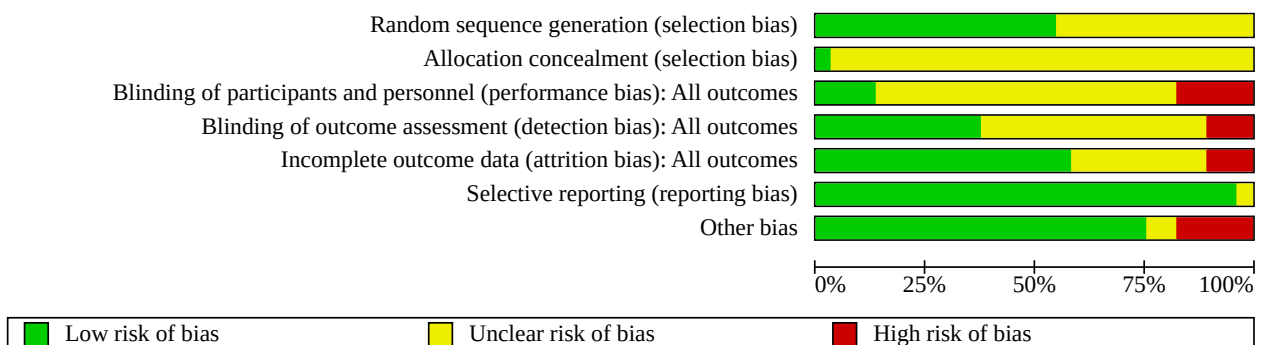 Random sequence generation (selection bias)
Allocation concealment (selection bias)
Blinding of participants and personnel (performance bias): All outcomes
Blinding of outcome assessment (detection bias): All outcomes
Incomplete outcome data (attrition bias): All outcomes
Selective reporting (reporting bias)
Other bias
0% 25% 50% 75% 100%
Low risk of bias Unclear risk of bias High risk of bias